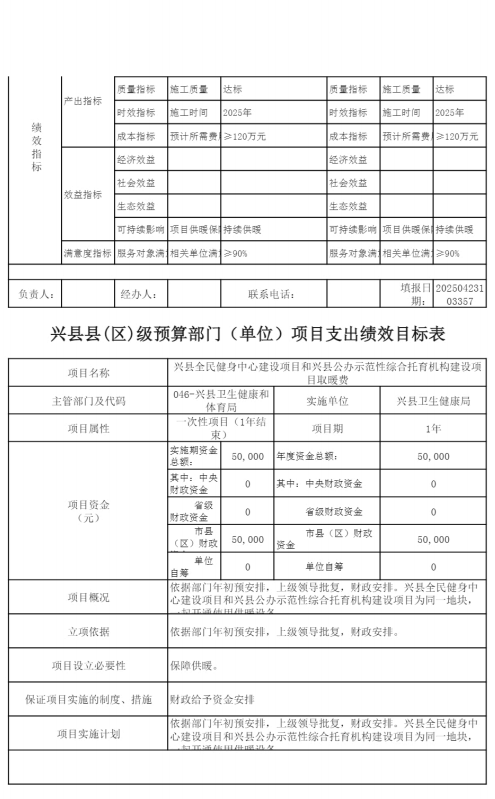 绩效指标
产出指标 质量指标 施工质量 达标 质量指标 施工质量 达标
时效指标 施工时间 2025年 时效指标 施工时间 2025年
成本指标 预计所需费 ≥120万元 成本指标 预计所需费 ≥120万元
效益指标 经济效益 经济效益
社会效益 社会效益
生态效益 生态效益
可持续影响 项目供暖保 持续供暖 可持续影响 项目供暖保 持续供暖
满意度指标 服务对象满 相关单位满 ≥90% 服务对象满 相关单位满 ≥90%
负责人: 经办人: 联系电话: 填报日期: 20250423103357
兴县县(区)级预算部门（单位）项目支出绩效目标表
项目名称 兴县全民健身中心建设项目和兴县公办示范性综合托育机构建设项目取暖费
主管部门及代码 046-兴县卫生健康和体育局 实施单位 兴县卫生健康局
项目属性 一次性项目（1年结束） 项目期 1年
项目资金（元）
实施期资金总额: 50,000 年度资金总额: 50,000
其中: 中央财政资金 0 其中: 中央财政资金 0
省级财政资金 0 省级财政资金 0
市县（区）财政 50,000 市县（区）财政资金 50,000
单位自筹 0 单位自筹 0
项目概况 依据部门年初预安排，上级领导批复，财政安排。兴县全民健身中
心建设项目和兴县公办示范性综合托育机构建设项目为同一地块，
立项依据 依据部门年初预安排，上级领导批复，财政安排。
项目设立必要性 保障供暖。
保证项目实施的制度、措施 财政给予资金安排
项目实施计划 依据部门年初预安排，上级领导批复，财政安排。兴县全民健身中
心建设项目和兴县公办示范性综合托育机构建设项目为同一地块，